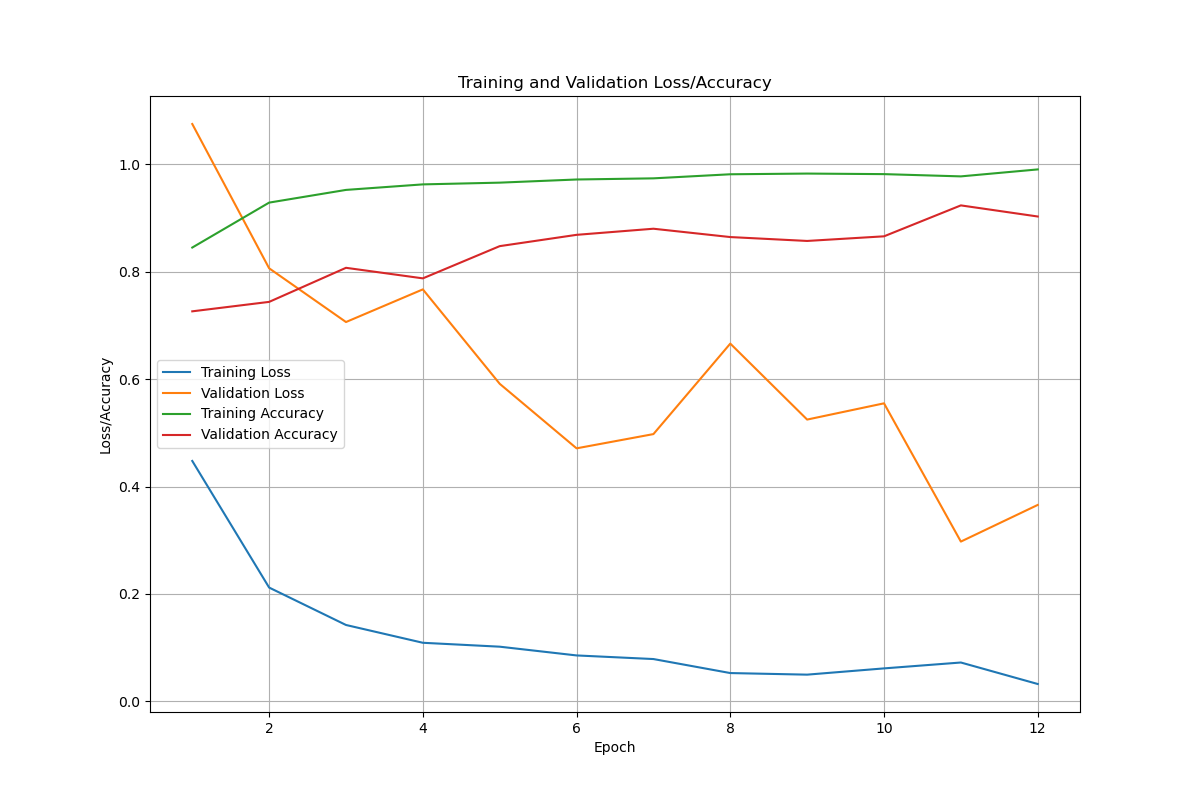 Training and Validation Loss/Accuracy
Loss/Accuracy
1.0
0.8
0.6
0.4
0.2
0.0
Training Loss
Validation Loss
Training Accuracy
Validation Accuracy
2 4 6 8 10 12
Epoch